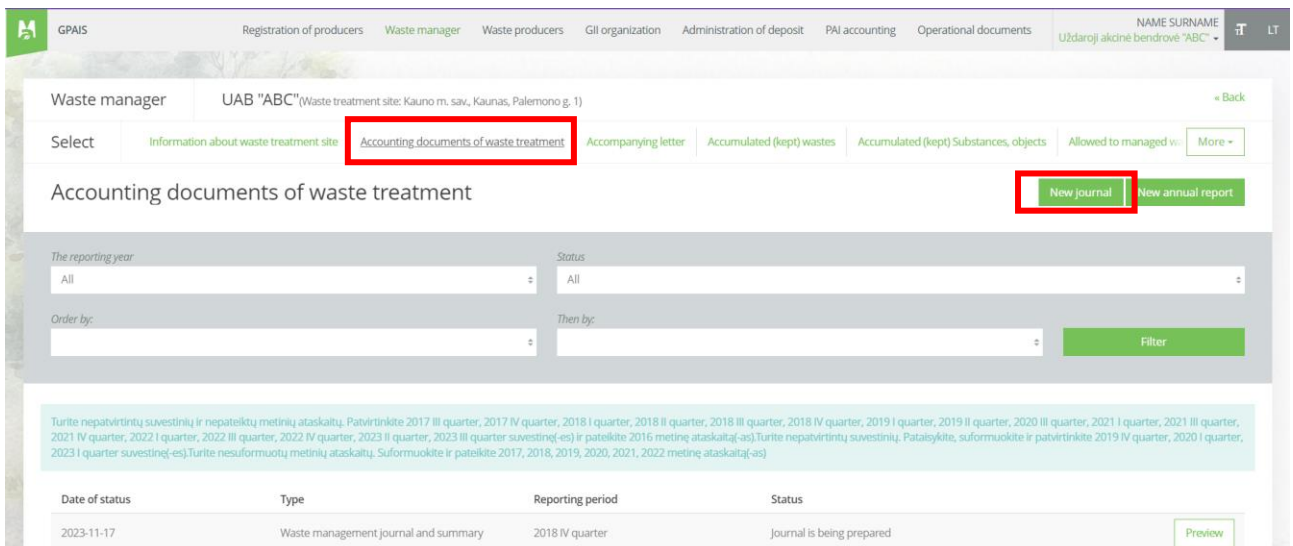 GPAIS Registration of producers Waste manager Waste producers GII organization Administration of deposit PAI accounting Operational documents NAME SURNAME TT LT
Uždaroji akcinė bendrovė "ABC"
Waste manager UAB "ABC"(Waste treatment site: Kauno m. sav., Kaunas, Palemono g. 1) « Back
Select Information about waste treatment site Accounting documents of waste treatment Accompanying letter Accumulated (kept) wastes Accumulated (kept) Substances, objects Allowed to managed More
Accounting documents of waste treatment New journal New annual report
The reporting year Status
All All
Order by: Then by:
Filter
Turite nepatvirtintų suvestinių ir nepateiktų metinių ataskaitų. Patvirtinkite 2017 III quarter, 2017 IV quarter, 2018 I quarter, 2018 II quarter, 2018 III quarter, 2018 IV quarter, 2019 I quarter, 2019 II quarter, 2020 III quarter, 2021 I quarter, 2021 III quarter,
2021 IV quarter, 2022 I quarter, 2022 III quarter, 2022 IV quarter, 2023 II quarter, 2023 III quarter suvestinę(-es) ir pateikite 2016 metinę ataskaitą(-as).Turite nepatvirtintų suvestinių. Pataisykite, suformuokite ir patvirtinkite 2019 IV quarter, 2020 I quarter,
2023 I quarter suvestinę(-es).Turite nesuformuotų metinių ataskaitų. Suformuokite ir pateikite 2017, 2018, 2019, 2020, 2021, 2022 metinę ataskaitą(-as)
Date of status Type Reporting period Status
2023-11-17 Waste management journal and summary 2018 IV quarter Journal is being prepared Preview